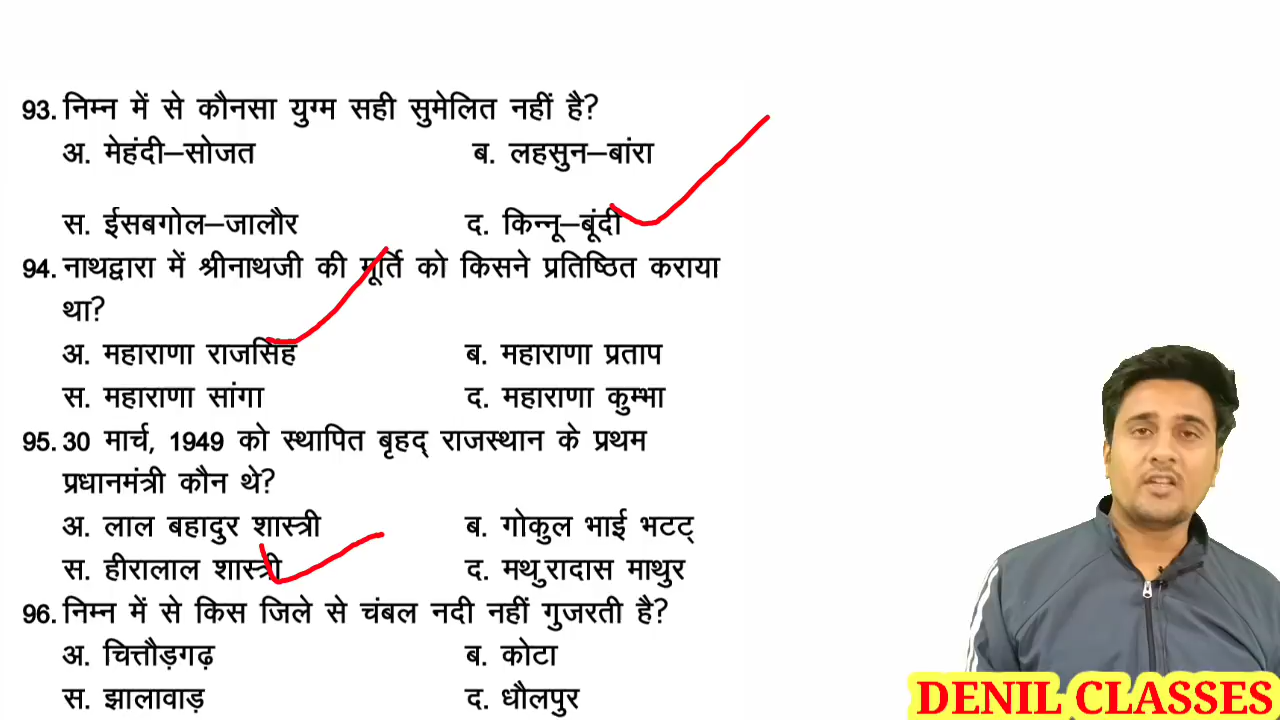 93. निम्न में से कौनसा युग्म सही सुमेलित नहीं है?
अ. मेहंदी–सोजत ब. लहसुन–बांरा
स. ईसबगोल–जालौर द. किन्नू–बूंदी
94. नाथद्वारा में श्रीनाथजी की मूर्ति को किसने प्रतिष्ठित कराया
था?
अ. महाराणा राजसिंह ब. महाराणा प्रताप
स. महाराणा सांगा द. महाराणा कुम्भा
95. 30 मार्च, 1949 को स्थापित बृहद् राजस्थान के प्रथम
प्रधानमंत्री कौन थे?
अ. लाल बहादुर शास्त्री ब. गोकुल भाई भटट्
स. हीरालाल शास्त्री द. मथुरादास माथुर
96. निम्न में से किस जिले से चंबल नदी नहीं गुजरती है?
अ. चित्तौड़गढ़ ब. कोटा
स. झालावाड़ द. धौलपुर
DENIL CLASSES